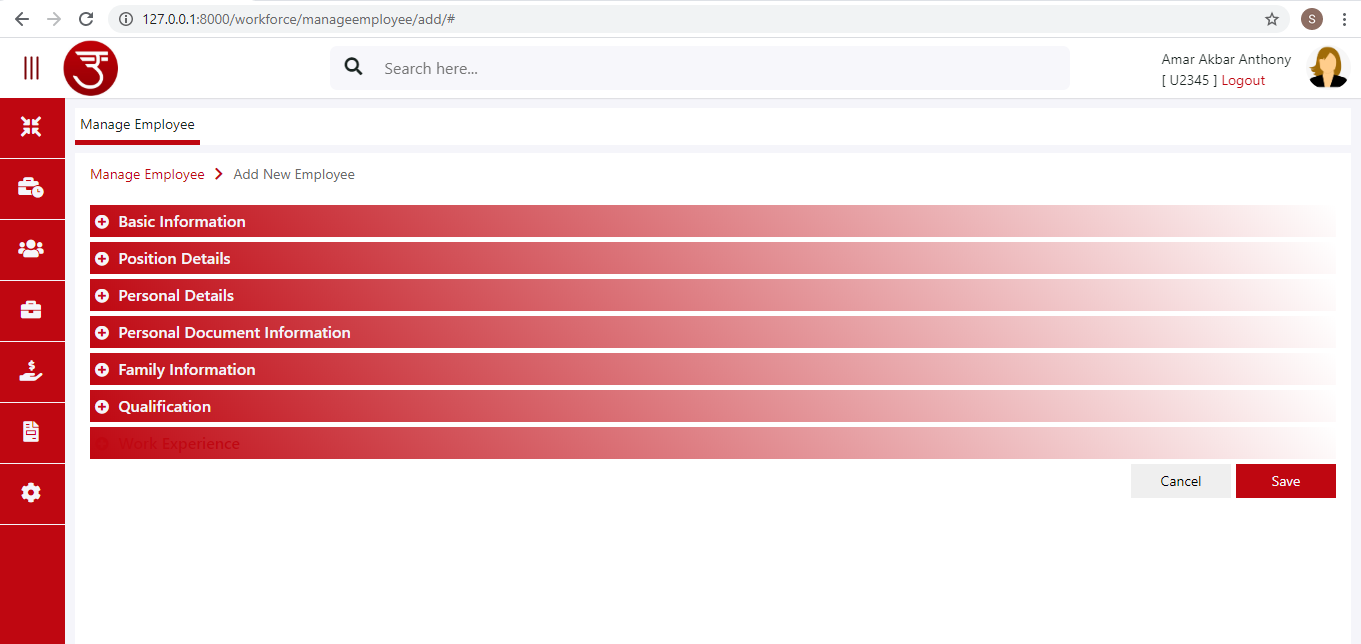 127.0.0.1:8000/workforce/manageemployee/add/#
S
Search here...
Amar Akbar Anthony
[ U2345 ] Logout
Manage Employee
Manage Employee Add New Employee
Basic Information
Position Details
Personal Details
Personal Document Information
Family Information
Qualification
Work Experience
Cancel Save